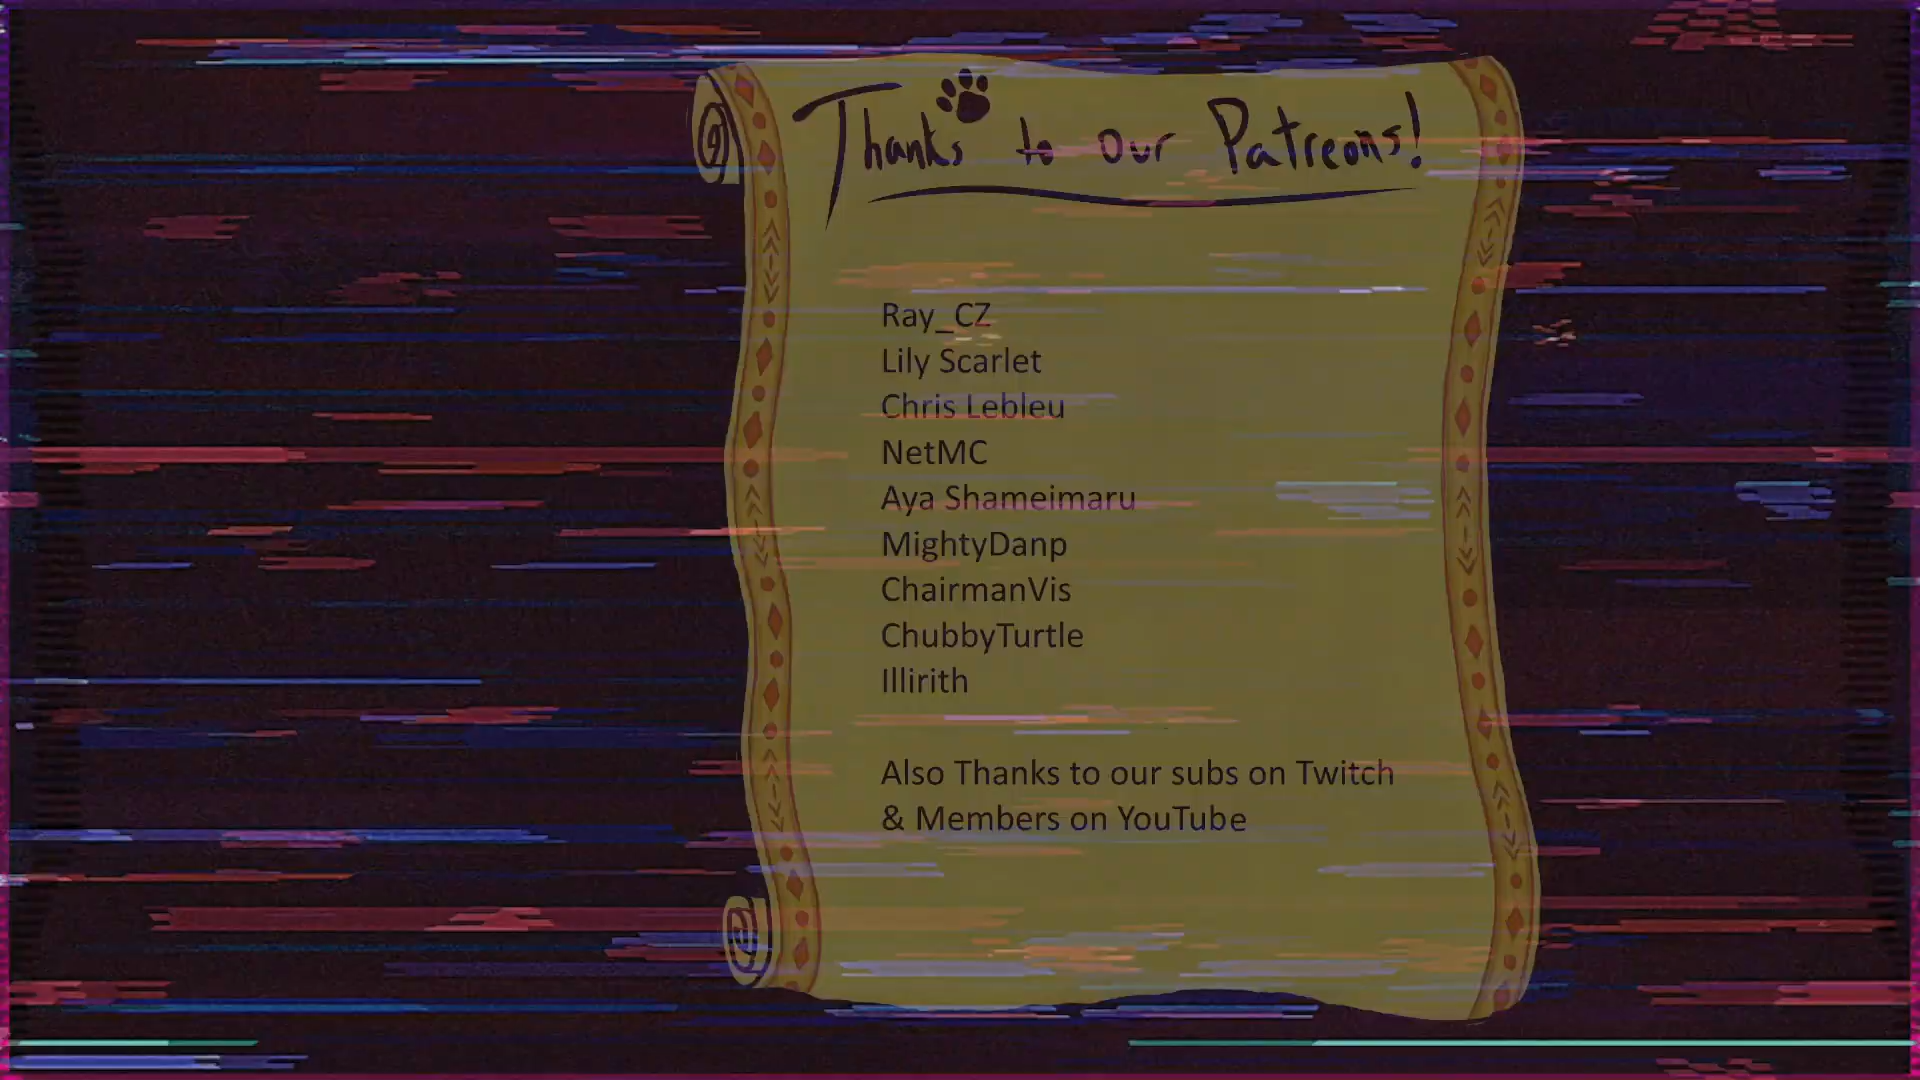 Thanks to our Patreons!
Ray_CZ
Lily Scarlet
Chris Lebleu
NetMC
Aya Shameimaru
MightyDanp
ChairmanVis
ChubbyTurtle
Illirith
Also Thanks to our subs on Twitch
& Members on YouTube